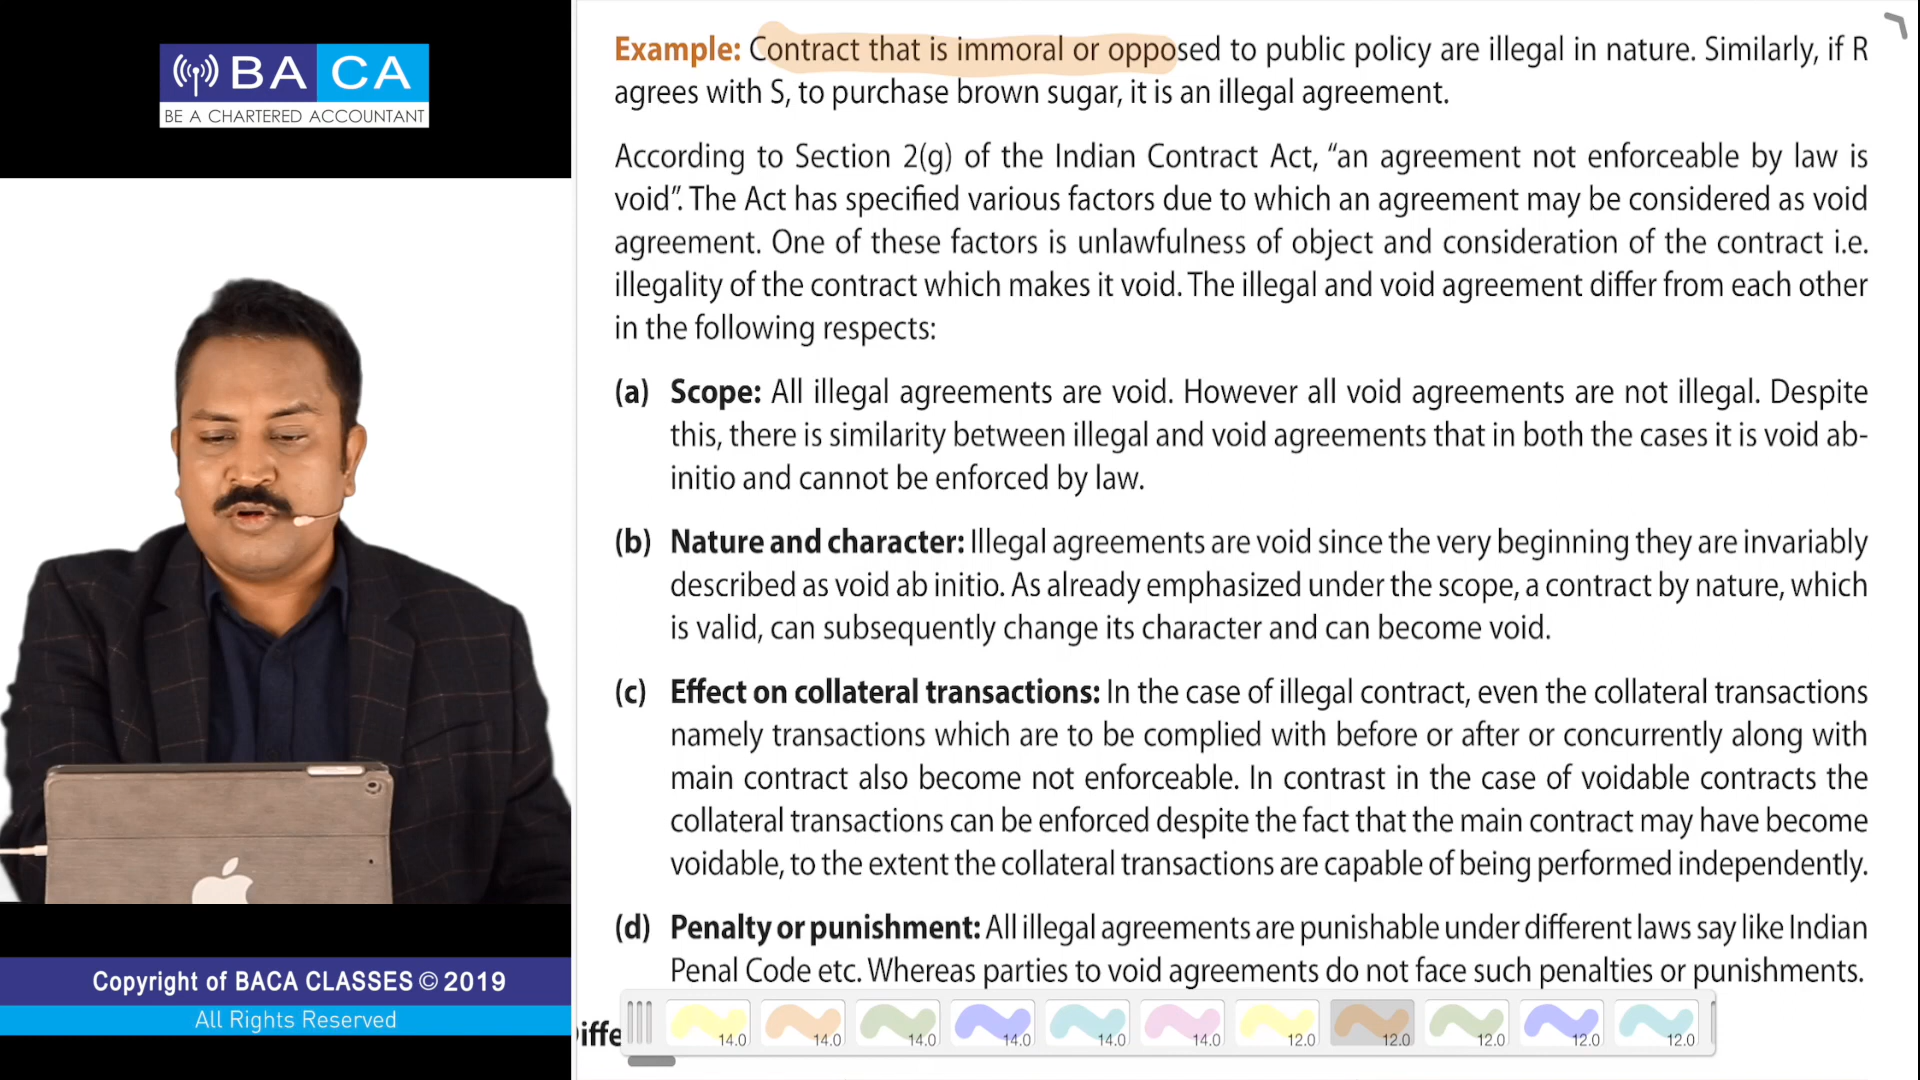 BA CA
BE A CHARTERED ACCOUNTANT
Example: Contract that is immoral or opposed to public policy are illegal in nature. Similarly, if R
agrees with S, to purchase brown sugar, it is an illegal agreement.
According to Section 2(g) of the Indian Contract Act, “an agreement not enforceable by law is
void”. The Act has specified various factors due to which an agreement may be considered as void
agreement. One of these factors is unlawfulness of object and consideration of the contract i.e.
illegality of the contract which makes it void. The illegal and void agreement differ from each other
in the following respects:
(a) Scope: All illegal agreements are void. However all void agreements are not illegal. Despite
this, there is similarity between illegal and void agreements that in both the cases it is void ab-
initio and cannot be enforced by law.
(b) Nature and character: Illegal agreements are void since the very beginning they are invariably
described as void ab initio. As already emphasized under the scope, a contract by nature, which
is valid, can subsequently change its character and can become void.
(c) Effect on collateral transactions: In the case of illegal contract, even the collateral transactions
namely transactions which are to be complied with before or after or concurrently along with
main contract also become not enforceable. In contrast in the case of voidable contracts the
collateral transactions can be enforced despite the fact that the main contract may have become
voidable, to the extent the collateral transactions are capable of being performed independently.
(d) Penalty or punishment: All illegal agreements are punishable under different laws say like Indian
Penal Code etc. Whereas parties to void agreements do not face such penalties or punishments.
Copyright of BACA CLASSES © 2019
All Rights Reserved
14.0 14.0 14.0 14.0 14.0 14.0 12.0 12.0 12.0 12.0 12.0